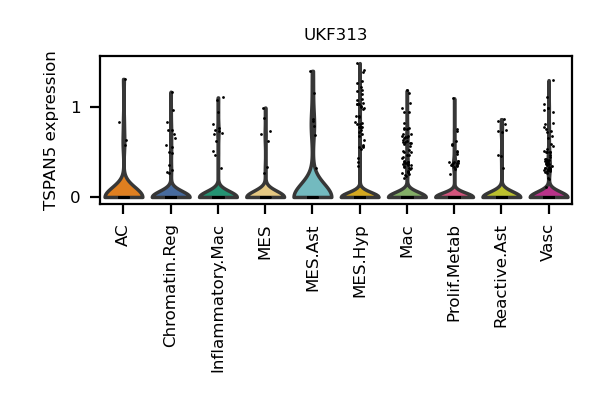 UKF313
TSPAN5 expression
1
0
AC
Chromatin.Reg
Inflammatory.Mac
MES
MES.Ast
MES.Hyp
Mac
Prolif.Metab
Reactive.Ast
Vasc